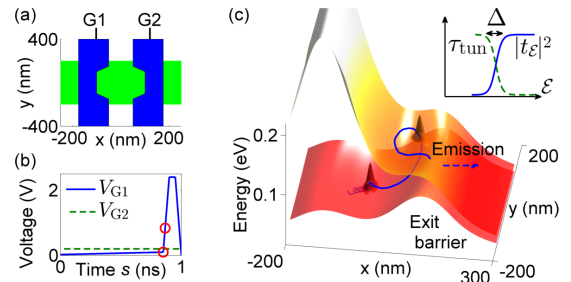 (a)
G1 G2
400
y (nm)
-400
-200 x (nm) 200
(b)
Voltage (V)
2
0
V_G1
V_G2
0 Time s (ns) 1
(c)
Δ
τ_tun
|t_ℰ|²
ℰ
Energy (eV)
0.2
0.1
Emission
Exit
barrier
-200 x (nm) 300
200
y (nm)
-200